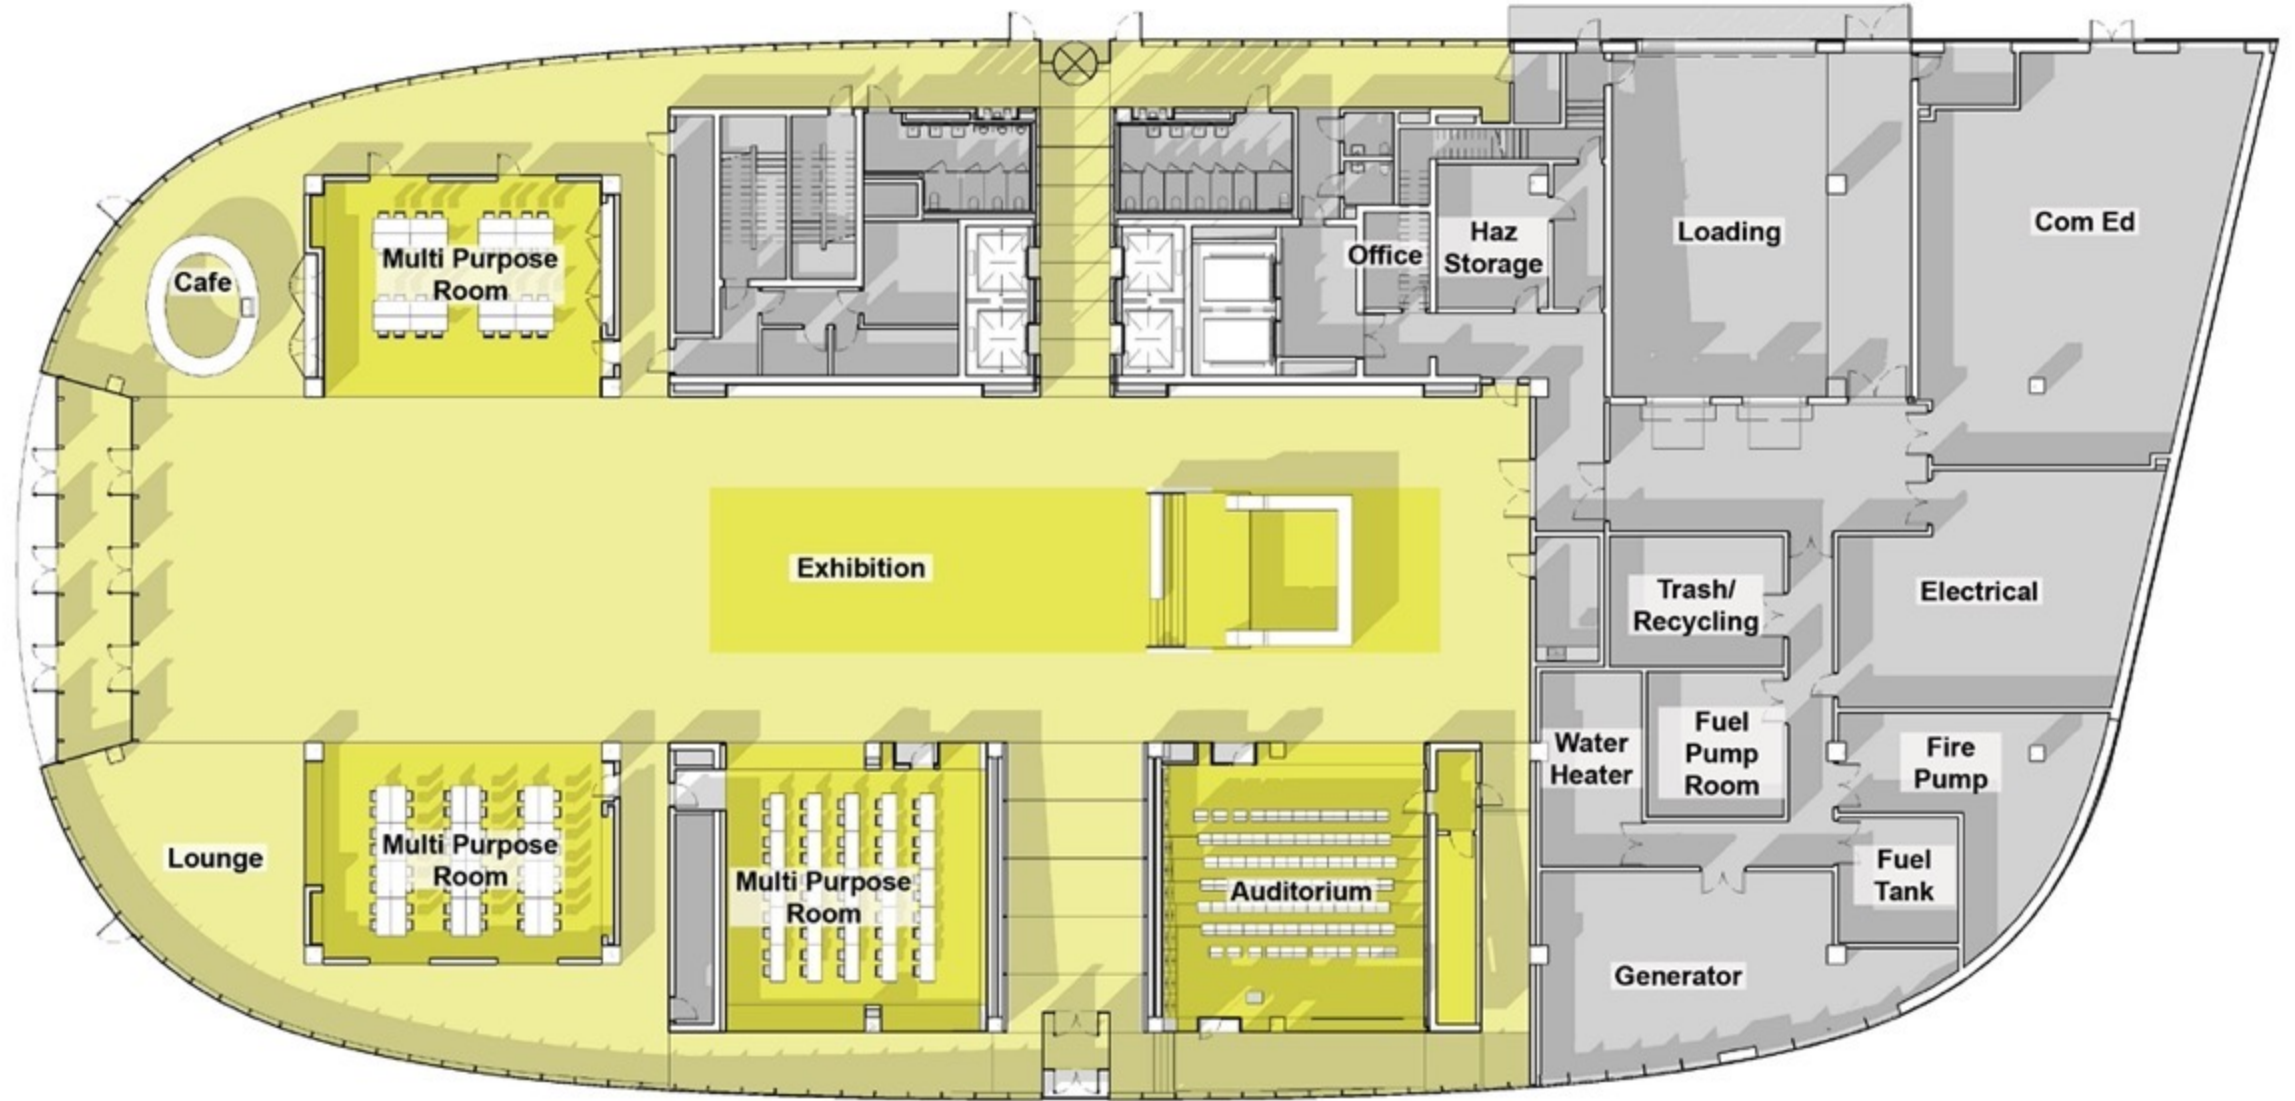 Cafe
Multi Purpose
Room
Office
Haz
Storage
Loading
Com Ed
Exhibition
Trash/
Recycling
Electrical
Water
Heater
Fuel
Pump
Room
Fire
Pump
Lounge
Multi Purpose
Room
Multi Purpose
Room
Auditorium
Fuel
Tank
Generator